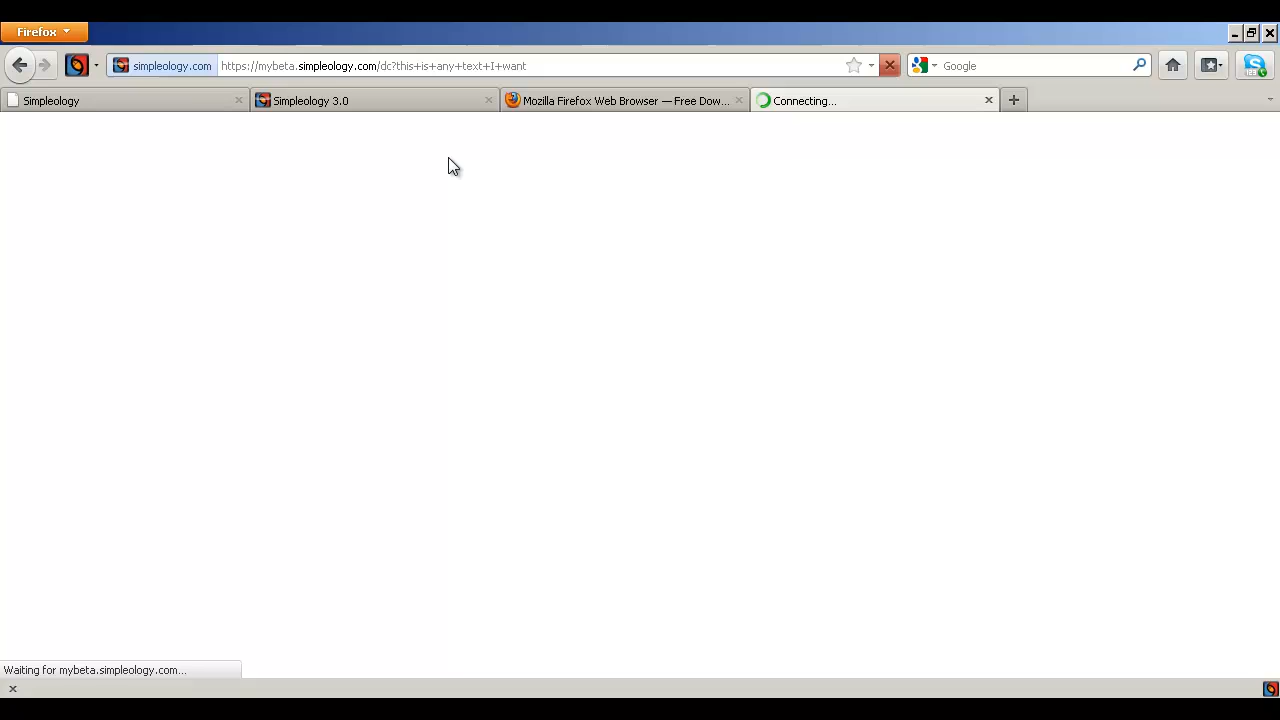 Firefox
simpleology.com https://mybeta.simpleology.com/dc?this+is+any+text+I+want Google
Simpleology Simpleology 3.0 Mozilla Firefox Web Browser — Free Dow... Connecting...
Waiting for mybeta.simpleology.com...